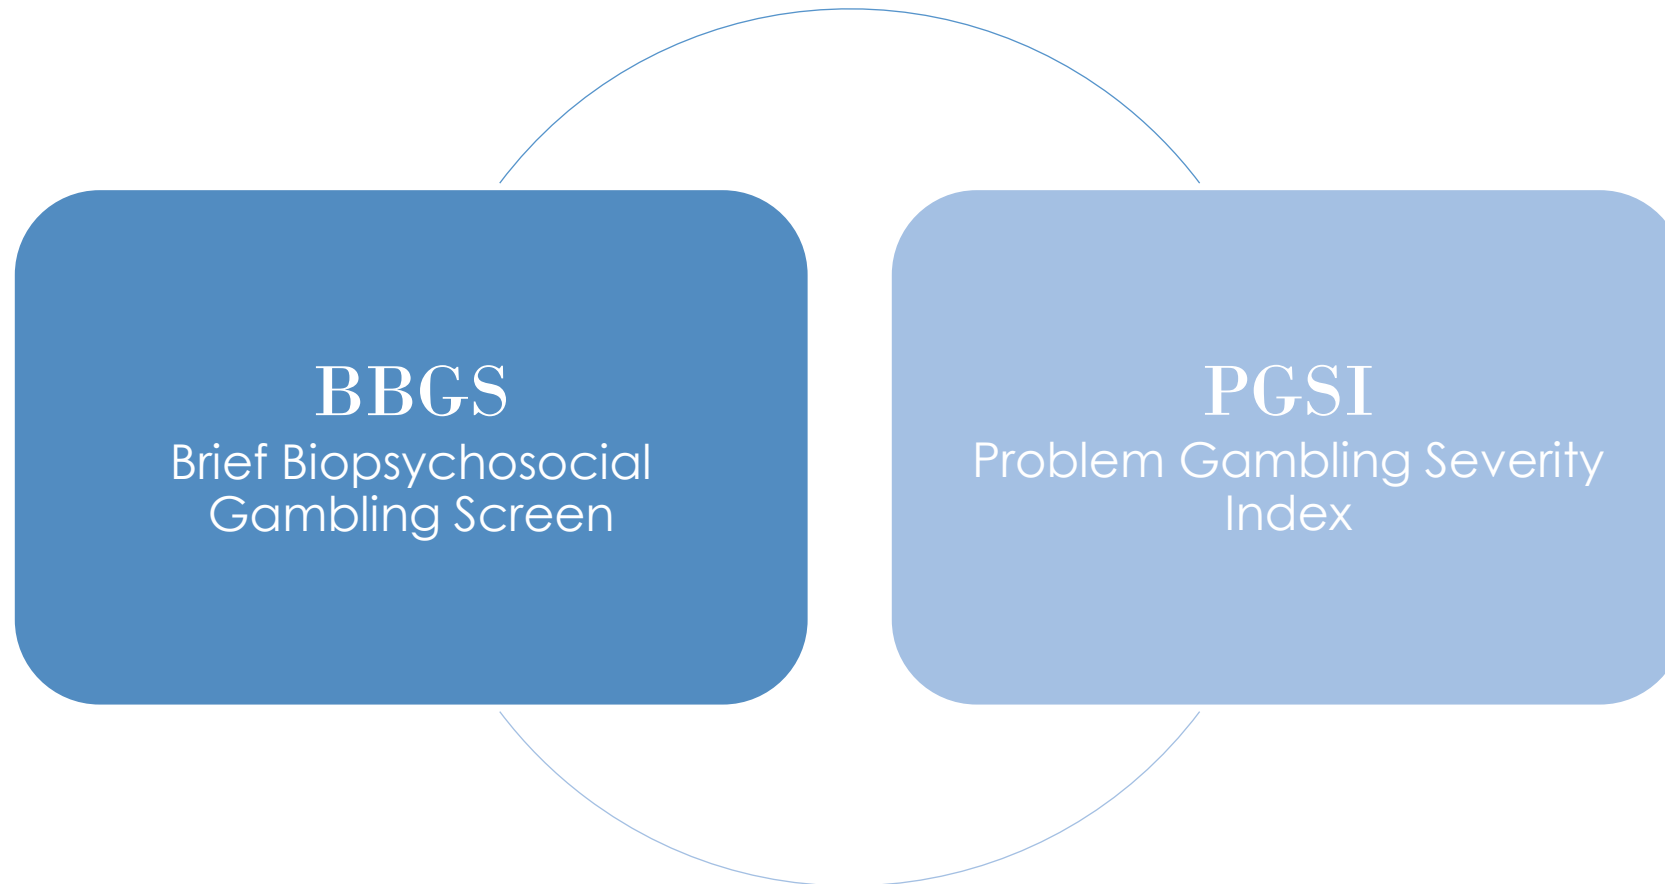 BBGS
Brief Biopsychosocial
Gambling Screen
PGSI
Problem Gambling Severity
Index